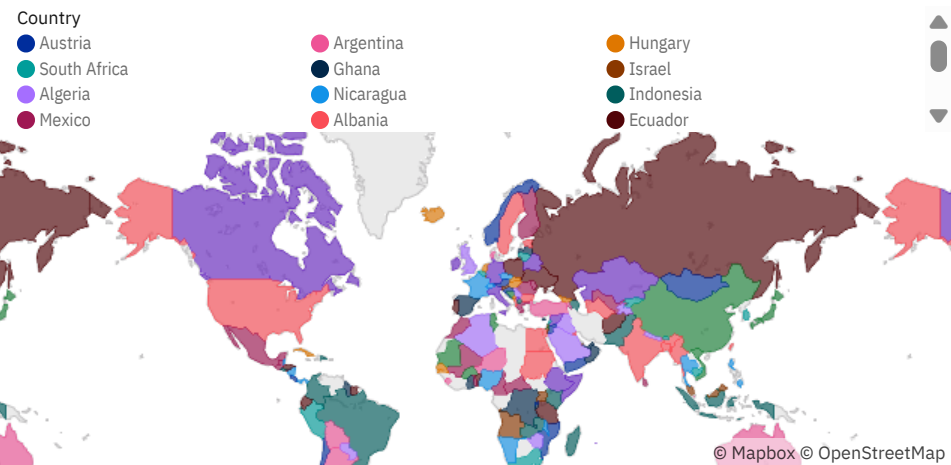 Country
Austria
Argentina
Hungary
South Africa
Ghana
Israel
Algeria
Nicaragua
Indonesia
Mexico
Albania
Ecuador
© Mapbox © OpenStreetMap